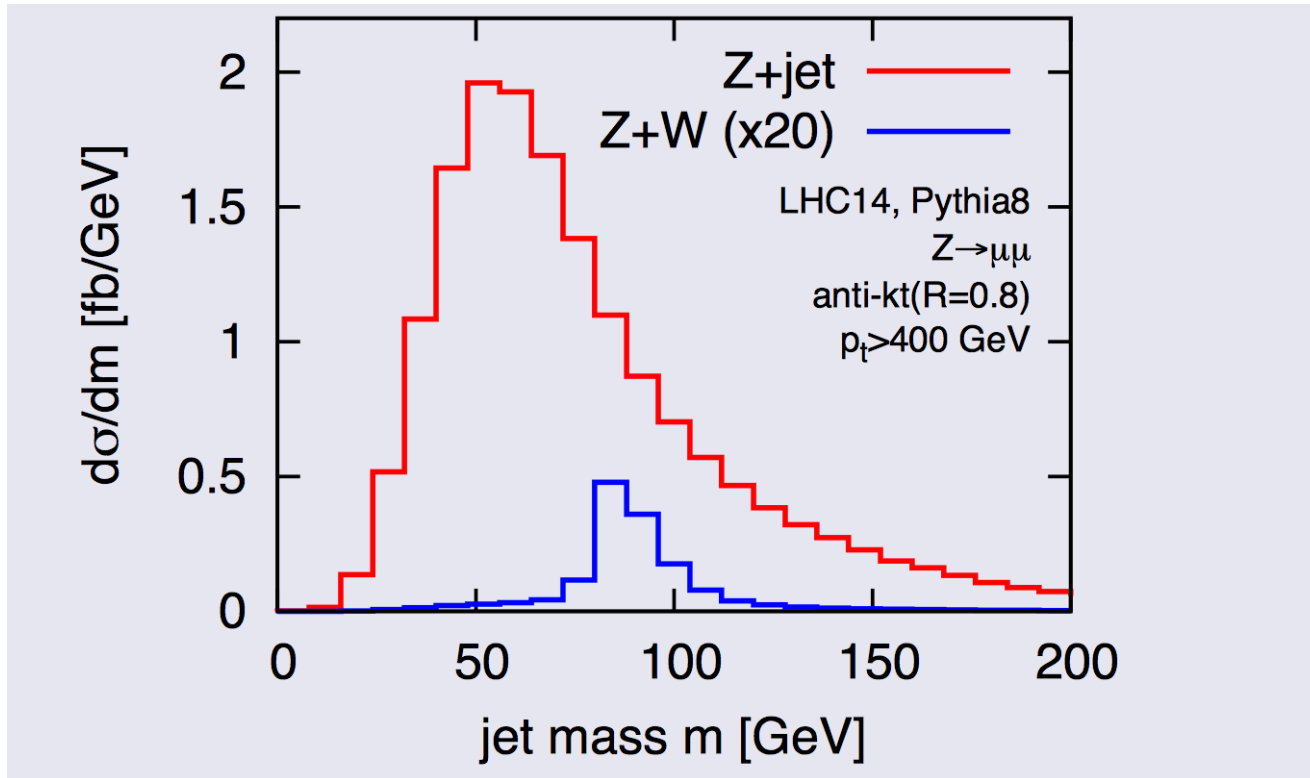 Z+jet
Z+W (x20)
LHC14, Pythia8
Z→μμ
anti-kt(R=0.8)
pt>400 GeV
dσ/dm [fb/GeV]
2
1.5
1
0.5
0
0 50 100 150 200
jet mass m [GeV]